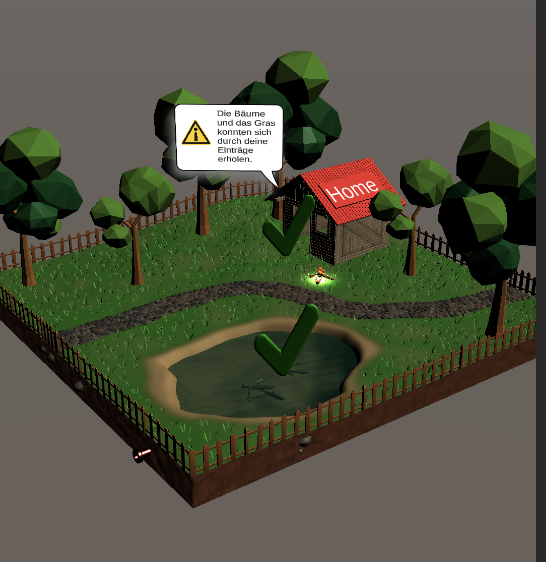 Die Bäume
und das Gras
konnten sich
durch deine
Einträge
erholen.
Home